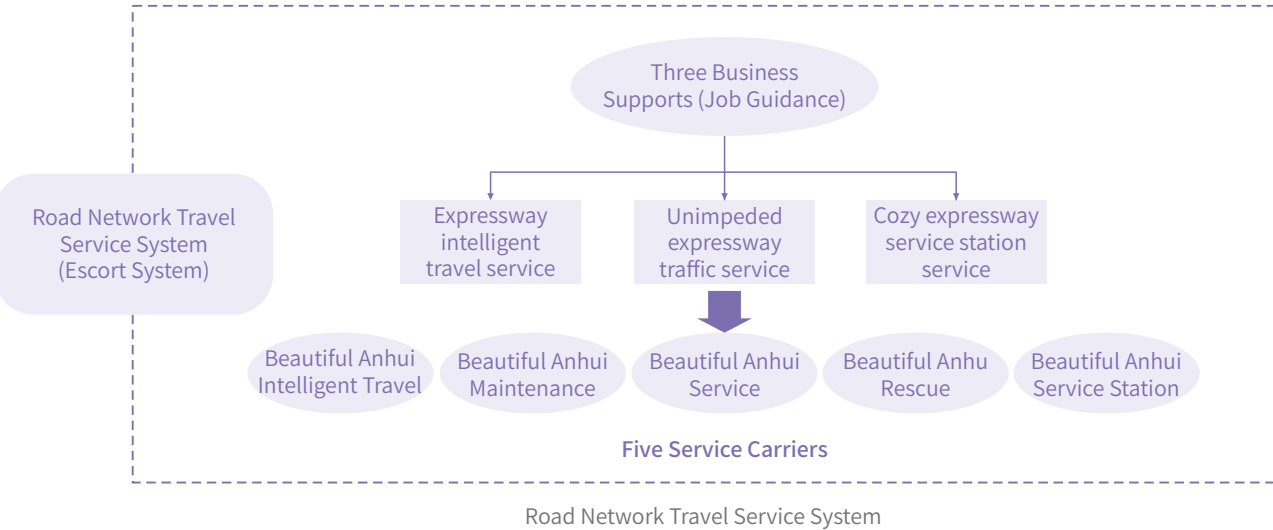 Three Business
Supports (Job Guidance)
Road Network Travel
Service System
(Escort System)
Expressway
intelligent
travel service
Unimpeded
expressway
traffic service
Cozy expressway
service station
service
Beautiful Anhui
Intelligent Travel
Beautiful Anhui
Maintenance
Beautiful Anhui
Service
Beautiful Anhu
Rescue
Beautiful Anhui
Service Station
Five Service Carriers
Road Network Travel Service System